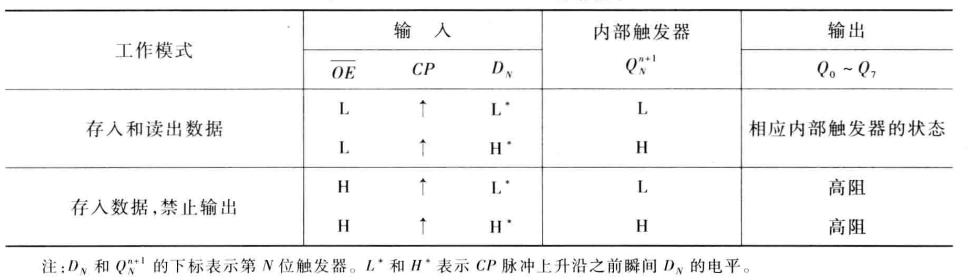 工作模式 输 入 内部触发器 Q_N^{n+1} 输出
\overline{OE} CP D_N Q_0 ~ Q_7
存入和读出数据 L ↑ L* L 相应内部触发器的状态
L ↑ H* H
存入数据,禁止输出 H ↑ L* L 高阻
H ↑ H* H 高阻
注:D_N 和 Q_N^{n+1} 的下标表示第 N 位触发器。L* 和 H* 表示 CP 脉冲上升沿之前瞬间 D_N 的电平。